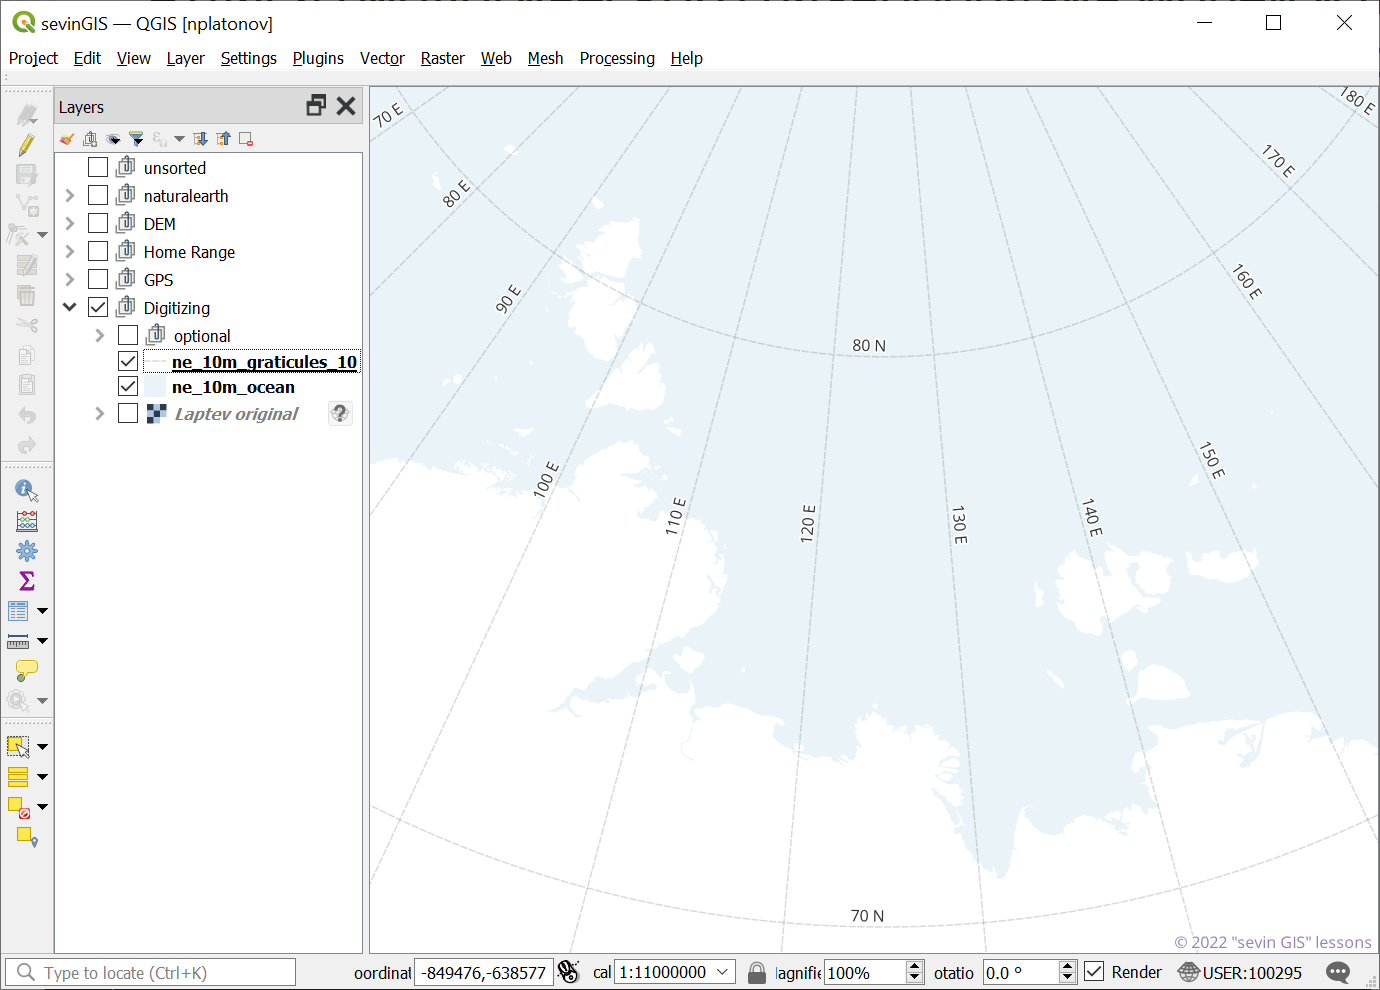 sevinGIS — QGIS [nplatonov]
Project Edit View Layer Settings Plugins Vector Raster Web Mesh Processing Help
Layers
unsorted
naturalearth
DEM
Home Range
GPS
Digitizing
optional
ne_10m_graticules_10
ne_10m_ocean
Laptev original
70 E
180 E
170 E
80 E
160 E
90 E
80 N
150 E
100 E
110 E
120 E
130 E
140 E
70 N
© 2022 "sevin GIS" lessons
Type to locate (Ctrl+K) oordinat -849476,-638577 cal 1:11000000 lagnifie 100% otatio 0.0 ° Render USER:100295